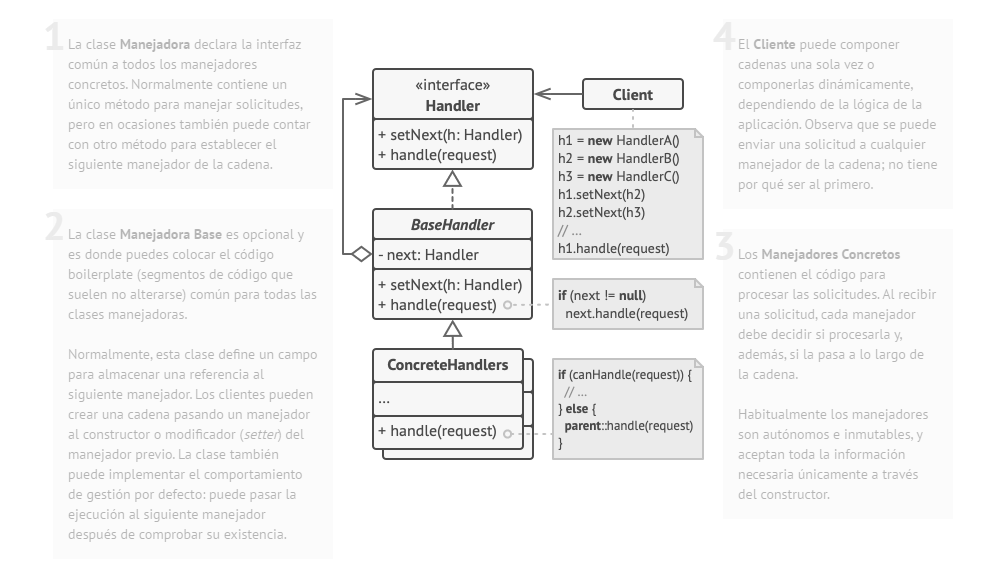 1
La clase Manejadora declara la interfaz
común a todos los manejadores
concretos. Normalmente contiene un
único método para manejar solicitudes,
pero en ocasiones también puede contar
con otro método para establecer el
siguiente manejador de la cadena.
2
La clase Manejadora Base es opcional y
es donde puedes colocar el código
boilerplate (segmentos de código que
suelen no alterarse) común para todas las
clases manejadoras.
Normalmente, esta clase define un campo
para almacenar una referencia al
siguiente manejador. Los clientes pueden
crear una cadena pasando un manejador
al constructor o modificador (setter) del
manejador previo. La clase también
puede implementar el comportamiento
de gestión por defecto: puede pasar la
ejecución al siguiente manejador
después de comprobar su existencia.
«interface»
Handler
+ setNext(h: Handler)
+ handle(request)
BaseHandler
- next: Handler
+ setNext(h: Handler)
+ handle(request)
ConcreteHandlers
...
+ handle(request)
Client
h1 = new HandlerA()
h2 = new HandlerB()
h3 = new HandlerC()
h1.setNext(h2)
h2.setNext(h3)
// ...
h1.handle(request)
if (next != null)
next.handle(request)
if (canHandle(request)) {
// ...
} else {
parent::handle(request)
}
4
El Cliente puede componer
cadenas una sola vez o
componerlas dinámicamente,
dependiendo de la lógica de la
aplicación. Observa que se puede
enviar una solicitud a cualquier
manejador de la cadena; no tiene
por qué ser al primero.
3
Los Manejadores Concretos
contienen el código para
procesar las solicitudes. Al recibir
una solicitud, cada manejador
debe decidir si procesarla y,
además, si la pasa a lo largo de
la cadena.
Habitualmente los manejadores
son autónomos e inmutables, y
aceptan toda la información
necesaria únicamente a través
del constructor.